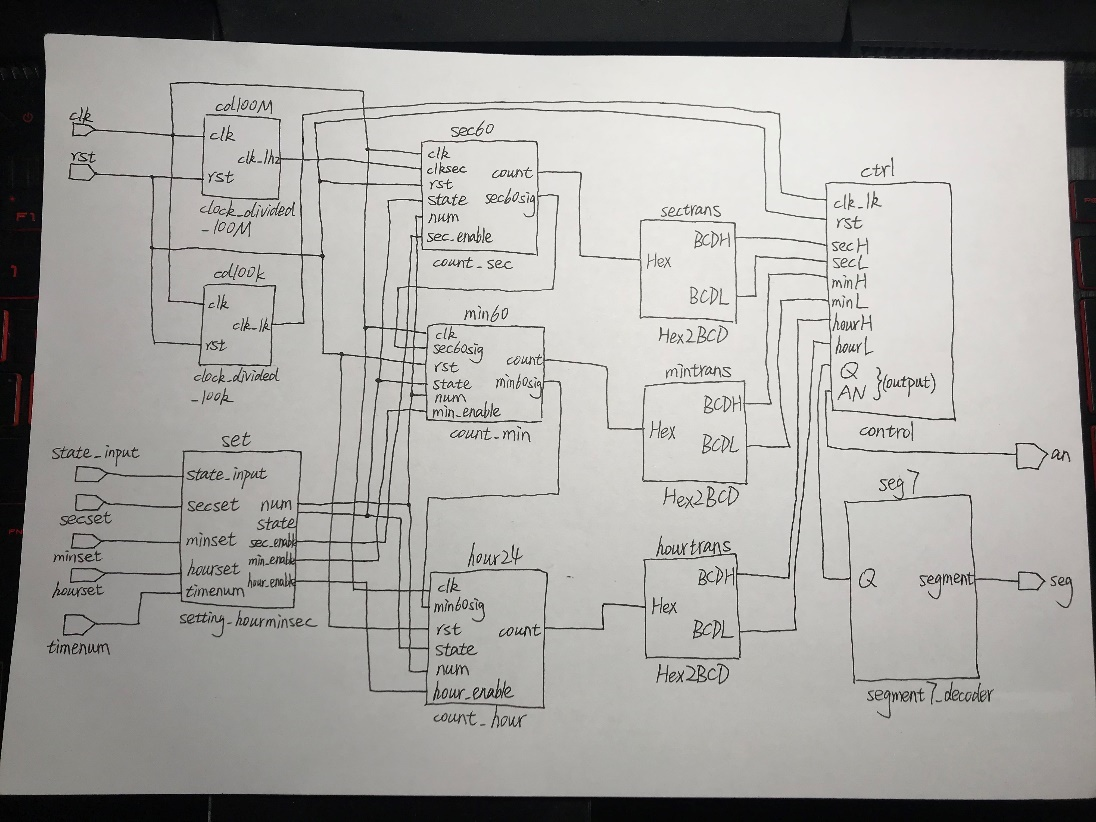 clk
rst
cd100M
clk
clk_1hz
rst
clock_divided
_100M
cd100k
clk
clk_1k
rst
clock_divided
_100k
state_input
secset
minset
hourset
timenum
set
state_input
secset
minset
hourset
timenum
num
state
sec_enable
min_enable
hour_enable
setting_hourminsec
sec60
clk
clksec
rst
state
num
sec_enable
count
sec60sig
count_sec
min60
clk
sec60sig
rst
state
num
min_enable
count
min60sig
count_min
hour24
clk
min60sig
rst
state
num
hour_enable
count
count_hour
sectrans
Hex
BCDH
BCDL
Hex2BCD
mintrans
Hex
BCDH
BCDL
Hex2BCD
hourtrans
Hex
BCDH
BCDL
Hex2BCD
ctrl
clk_1k
rst
secH
secL
minH
minL
hourH
hourL
Q
AN
}(output)
control
an
seg7
Q
segment
segment7_decoder
seg
F1